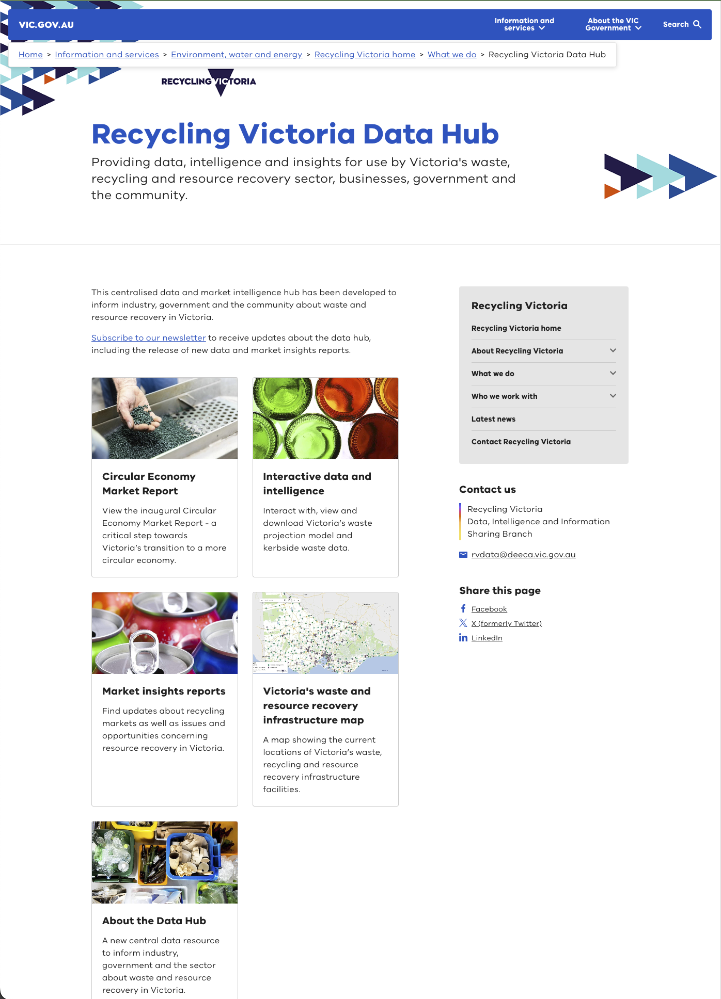 VIC.GOV.AU
Information and
services
About the VIC
Government
Search
Home > Information and services > Environment, water and energy > Recycling Victoria home > What we do > Recycling Victoria Data Hub
RECYCLING VICTORIA
Recycling Victoria Data Hub
Providing data, intelligence and insights for use by Victoria's waste,
recycling and resource recovery sector, businesses, government and
the community.
This centralised data and market intelligence hub has been developed to
inform industry, government and the community about waste and
resource recovery in Victoria.
Subscribe to our newsletter to receive updates about the data hub,
including the release of new data and market insights reports.
Circular Economy
Market Report
View the inaugural Circular
Economy Market Report - a
critical step towards
Victoria’s transition to a more
circular economy.
Interactive data and
intelligence
Interact with, view and
download Victoria’s waste
projection model and
kerbside waste data.
Market insights reports
Find updates about recycling
markets as well as issues and
opportunities concerning
resource recovery in Victoria.
Victoria's waste and
resource recovery
infrastructure map
A map showing the current
locations of Victoria’s waste,
recycling and resource
recovery infrastructure
facilities.
About the Data Hub
A new central data resource
to inform industry,
government and the sector
about waste and resource
recovery in Victoria.
Recycling Victoria
Recycling Victoria home
About Recycling Victoria
What we do
Who we work with
Latest news
Contact Recycling Victoria
Contact us
Recycling Victoria
Data, Intelligence and Information
Sharing Branch
rvdata@deeca.vic.gov.au
Share this page
Facebook
X (formerly Twitter)
LinkedIn